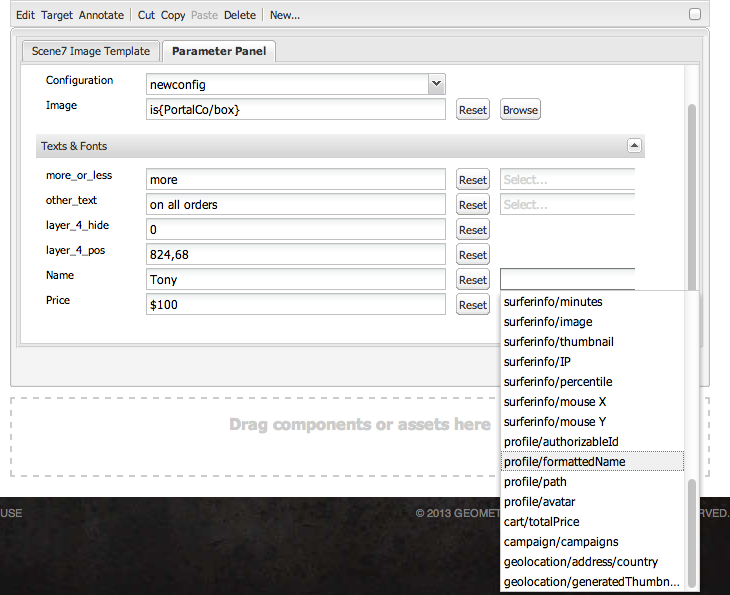 Edit Target Annotate Cut Copy Paste Delete New...
Scene7 Image Template Parameter Panel
Configuration newconfig
Image is{PortalCo/box} Reset Browse
Texts & Fonts
more_or_less more Reset Select...
other_text on all orders Reset Select...
layer_4_hide 0 Reset
layer_4_pos 824,68 Reset
Name Tony Reset
Price $100 Reset
surferinfo/minutes
surferinfo/image
surferinfo/thumbnail
surferinfo/IP
surferinfo/percentile
surferinfo/mouse X
surferinfo/mouse Y
profile/authorizableId
profile/formattedName
profile/path
profile/avatar
cart/totalPrice
campaign/campaigns
geolocation/address/country
geolocation/generatedThumbn...
Drag components or assets here
USE © 2013 GEOMET RVED.